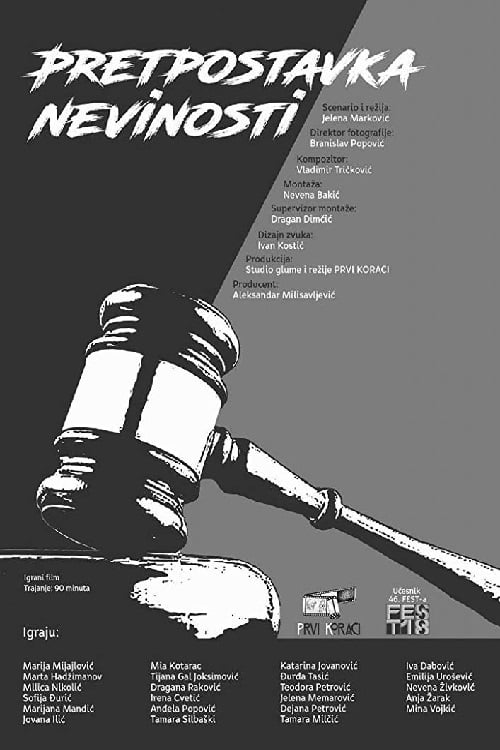 PRETPOSTAVKA
NEVINOSTI
Scenario i režija:
Jelena Marković
Direktor fotografije:
Branislav Popović
Kompozitor:
Vladimir Tričković
Montaža:
Nevena Bakić
Supervizor montaže:
Dragan Dimčić
Dizajn zvuka:
Ivan Kostić
Produkcija:
Studio glume i režije PRVI KORACI
Producent:
Aleksandar Milisavljević
Igrani film
Trajanje: 90 minuta
PRVI KORACI
Učesnik
46. FEST-a
FES
T'18
Igraju:
Marija Mijajlović
Marta Hadžimanov
Milica Nikolić
Sofija Đurić
Marijana Mandić
Jovana Ilić
Mia Kotarac
Tijana Gal Joksimović
Dragana Raković
Irena Cvetić
Anđela Popović
Tamara Silbaški
Katarina Jovanović
Đurđa Tasić
Teodora Petrović
Jelena Memarović
Dejana Petrović
Tamara Milčić
Iva Dabović
Emilija Urošević
Nevena Živković
Anja Žarak
Mina Vojkić